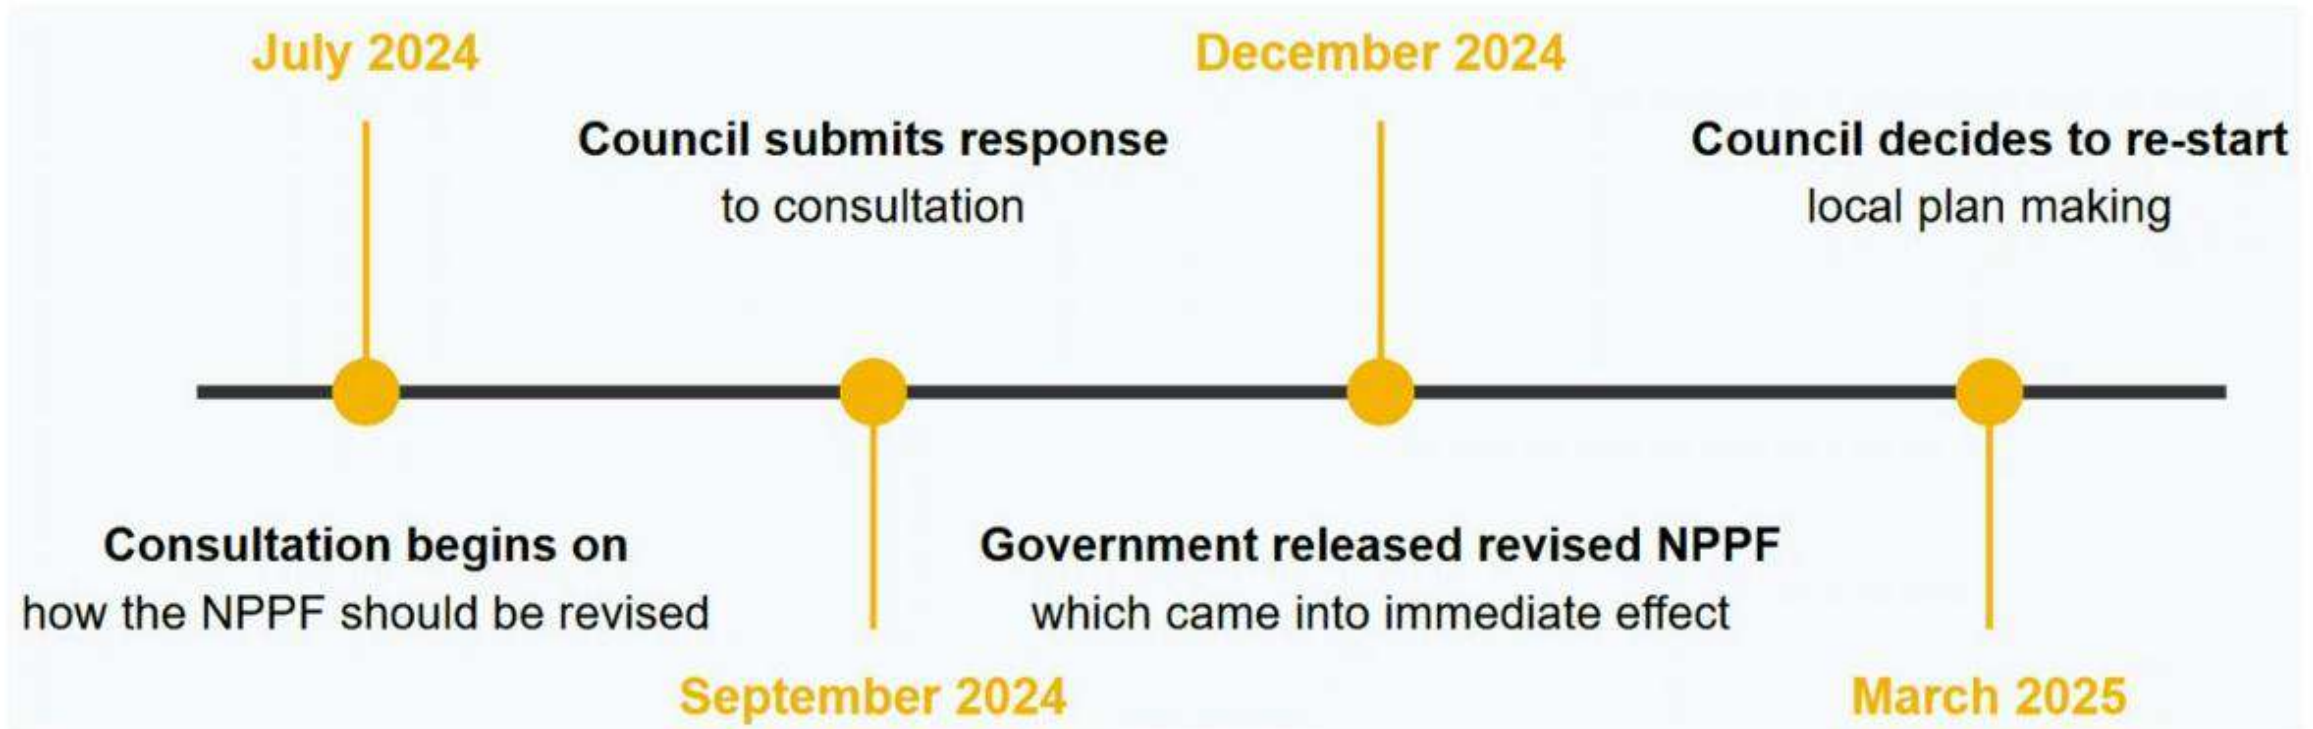 July 2024
Consultation begins on
how the NPPF should be revised
Council submits response
to consultation
September 2024
December 2024
Government released revised NPPF
which came into immediate effect
Council decides to re-start
local plan making
March 2025